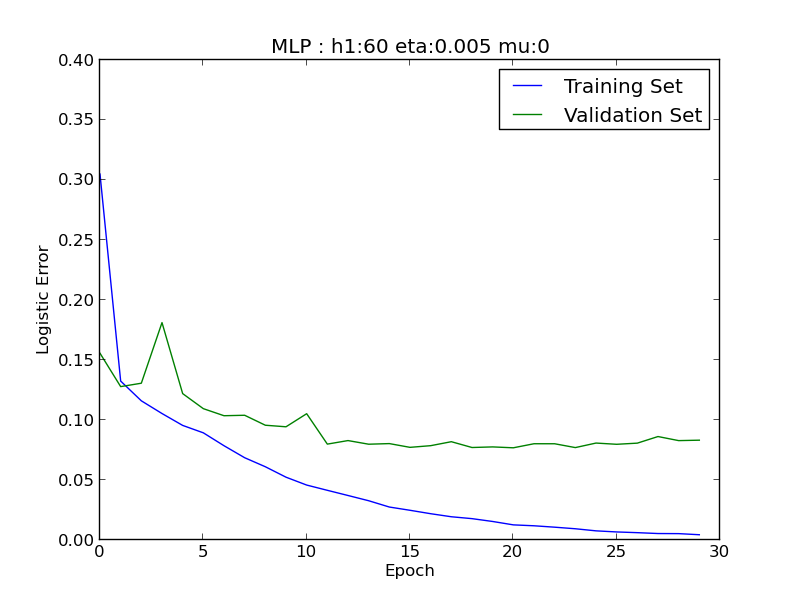 MLP : h1:60 eta:0.005 mu:0
Training Set
Validation Set
0.40
0.35
0.30
0.25
0.20
0.15
0.10
0.05
0.00
Logistic Error
0 5 10 15 20 25 30
Epoch